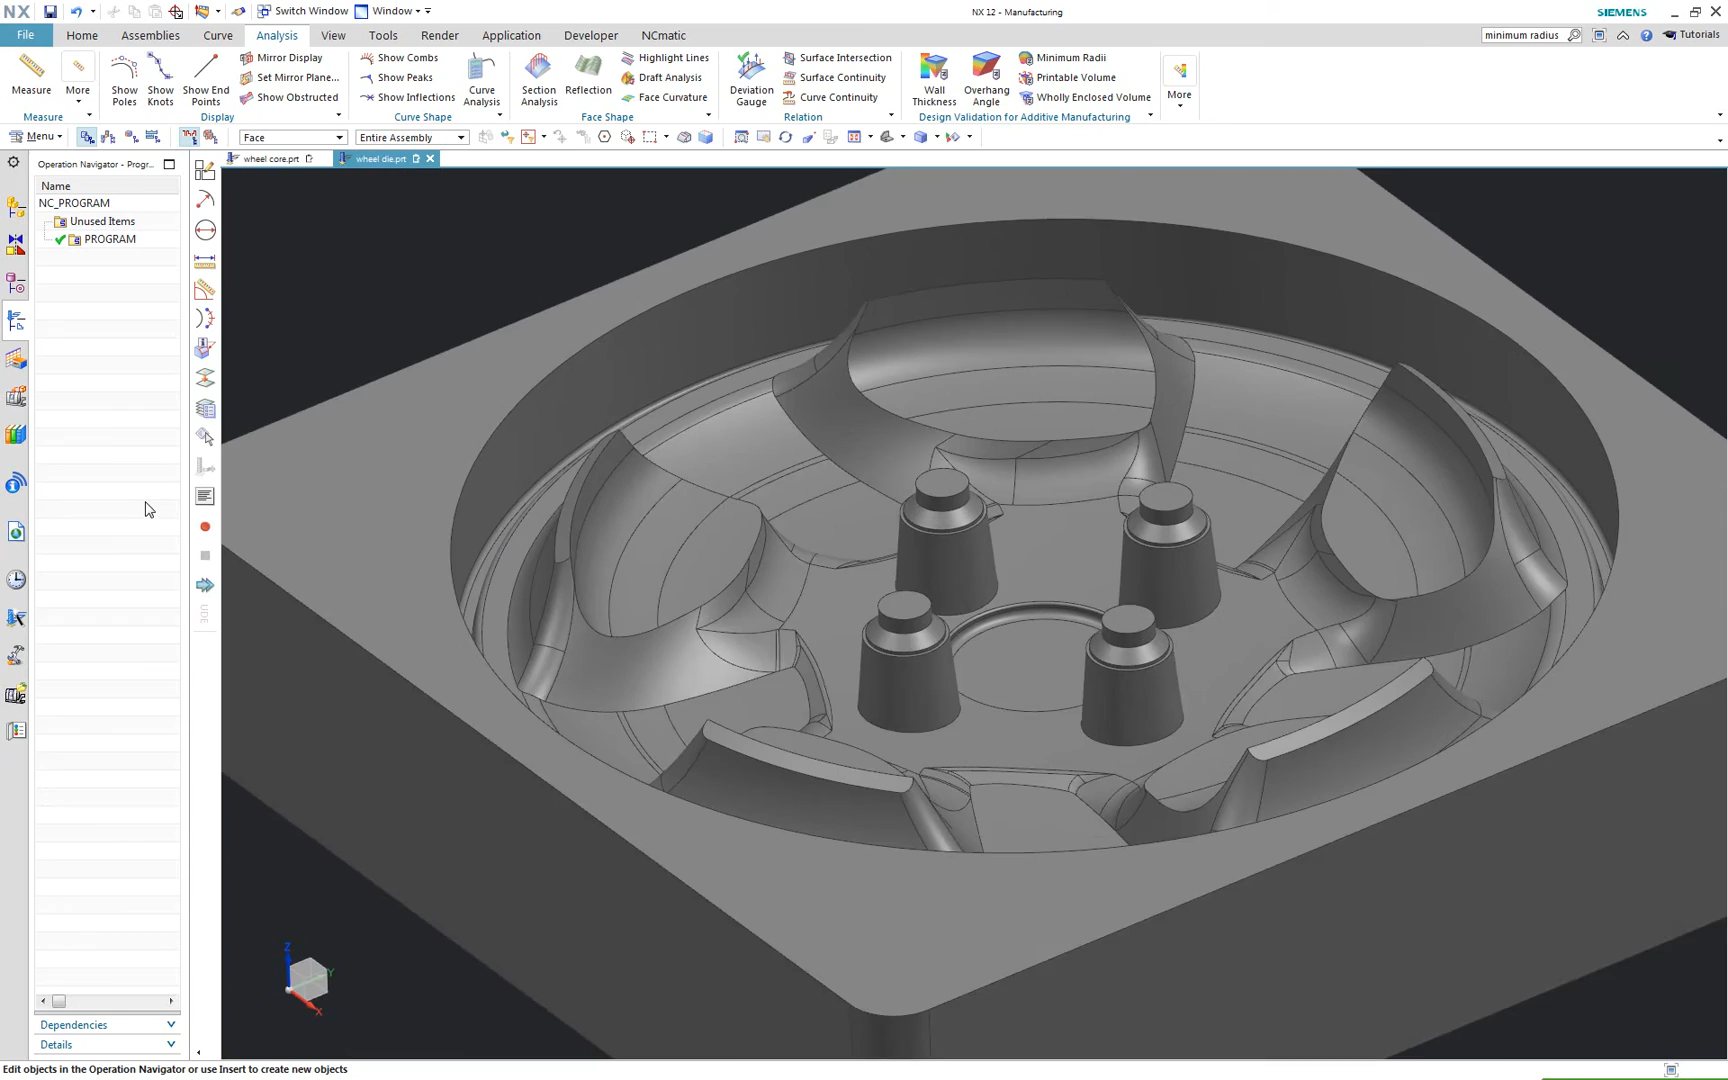 NX
Switch Window
Window
NX 12 - Manufacturing
SIEMENS
File
Home
Assemblies
Curve
Analysis
View
Tools
Render
Application
Developer
NCmatic
minimum radius
Tutorials
Measure
More
Show Poles
Show Knots
Show End Points
Mirror Display
Set Mirror Plane...
Show Obstructed
Show Combs
Show Peaks
Show Inflections
Curve Analysis
Section Analysis
Reflection
Highlight Lines
Draft Analysis
Face Curvature
Deviation Gauge
Surface Intersection
Surface Continuity
Curve Continuity
Wall Thickness
Overhang Angle
Minimum Radii
Printable Volume
Wholly Enclosed Volume
More
Measure
Display
Curve Shape
Face Shape
Relation
Design Validation for Additive Manufacturing
Menu
Face
Entire Assembly
Operation Navigator - Progr...
wheel core.prt
wheel die.prt
Name
NC_PROGRAM
Unused Items
PROGRAM
UDE
Z
Y
X
Dependencies
Details
Edit objects in the Operation Navigator or use Insert to create new objects